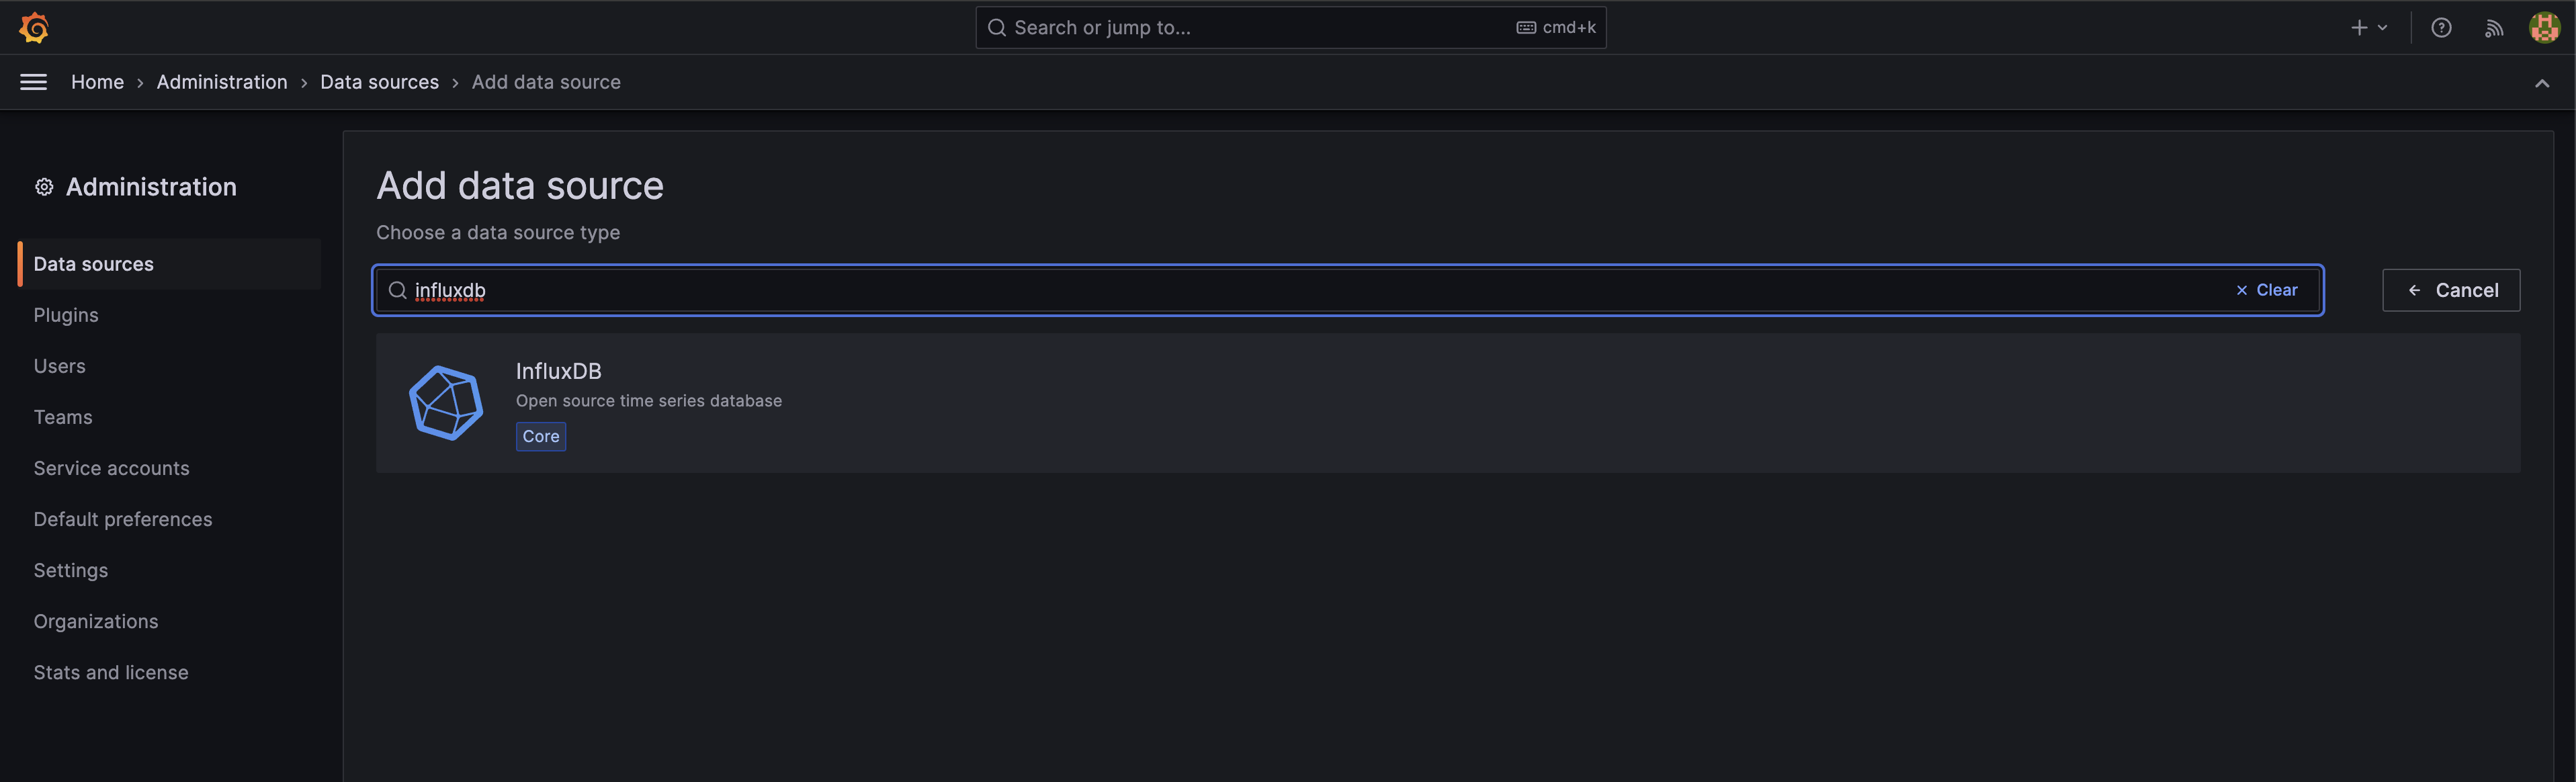 Search or jump to...
cmd+k
Home › Administration › Data sources › Add data source
Administration
Data sources
Plugins
Users
Teams
Service accounts
Default preferences
Settings
Organizations
Stats and license
Add data source
Choose a data source type
influxdb
Clear
Cancel
InfluxDB
Open source time series database
Core